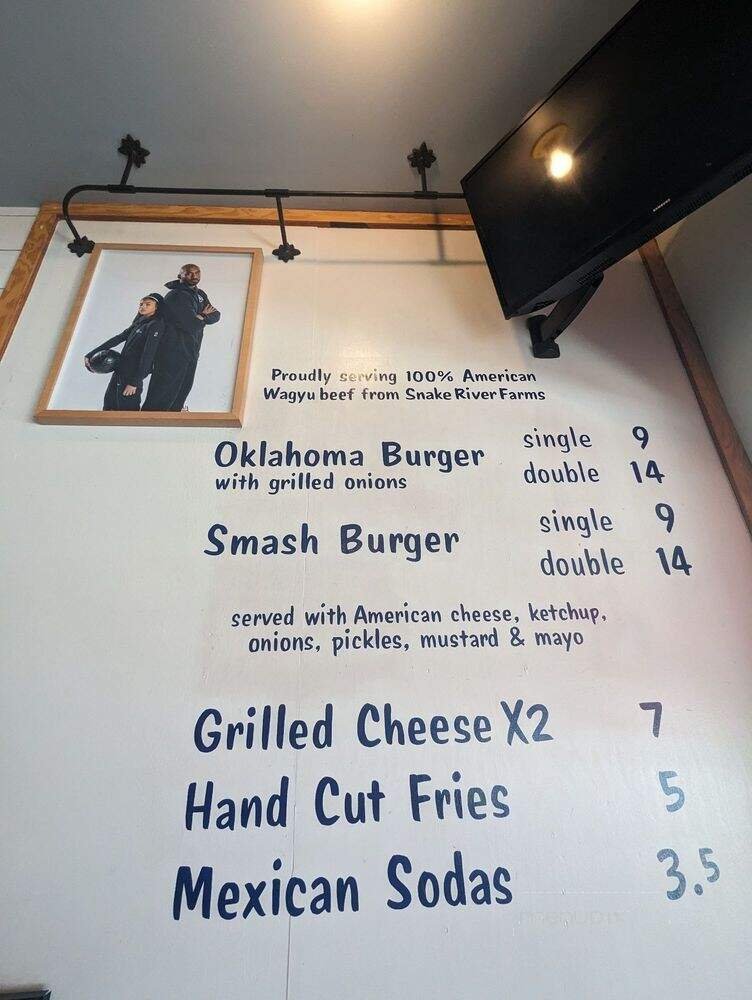 SAMSUNG
Proudly serving 100% American
Wagyu beef from Snake River Farms
Oklahoma Burger single 9
with grilled onions double 14
Smash Burger single 9
double 14
served with American cheese, ketchup,
onions, pickles, mustard & mayo
Grilled Cheese X2 7
Hand Cut Fries 5
Mexican Sodas 3.5